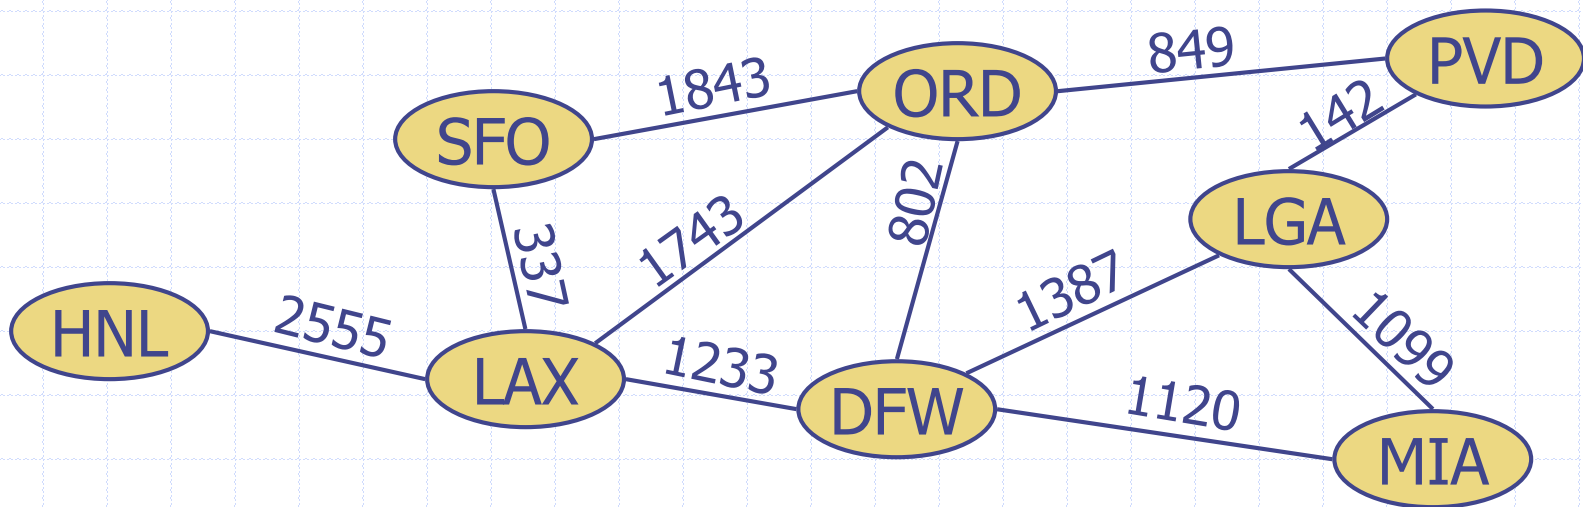 849
PVD
1843
ORD
142
SFO
802
LGA
337
1743
1387
HNL
2555
1099
LAX
1233
DFW
1120
MIA